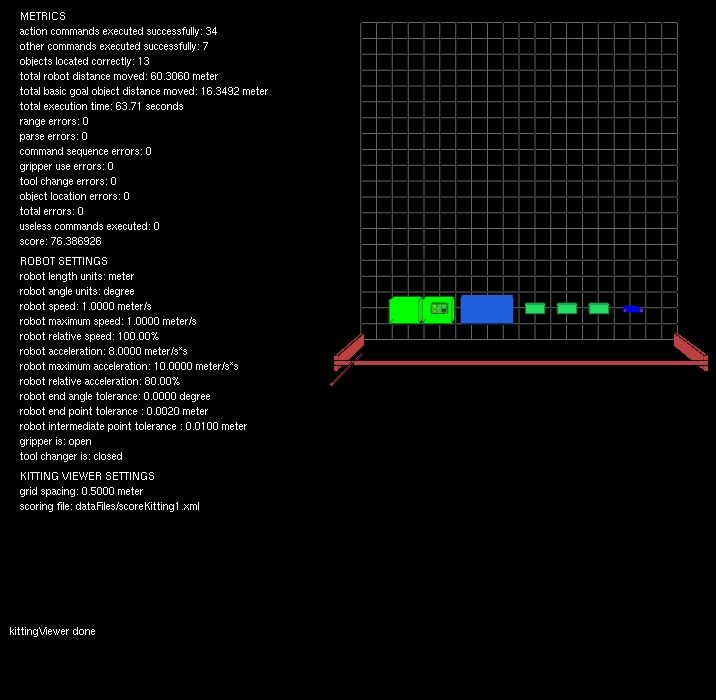 METRICS
action commands executed successfully: 34
other commands executed successfully: 7
objects located correctly: 13
total robot distance moved: 60.3060 meter
total basic goal object distance moved: 16.3492 meter
total execution time: 63.71 seconds
range errors: 0
parse errors: 0
command sequence errors: 0
gripper use errors: 0
tool change errors: 0
object location errors: 0
total errors: 0
useless commands executed: 0
score: 76.386926
ROBOT SETTINGS
robot length units: meter
robot angle units: degree
robot speed: 1.0000 meter/s
robot maximum speed: 1.0000 meter/s
robot relative speed: 100.00%
robot acceleration: 8.0000 meter/s*s
robot maximum acceleration: 10.0000 meter/s*s
robot relative acceleration: 80.00%
robot end angle tolerance: 0.0000 degree
robot end point tolerance : 0.0020 meter
robot intermediate point tolerance : 0.0100 meter
gripper is: open
tool changer is: closed
KITTING VIEWER SETTINGS
grid spacing: 0.5000 meter
scoring file: dataFiles/scoreKitting1.xml
kittingViewer done